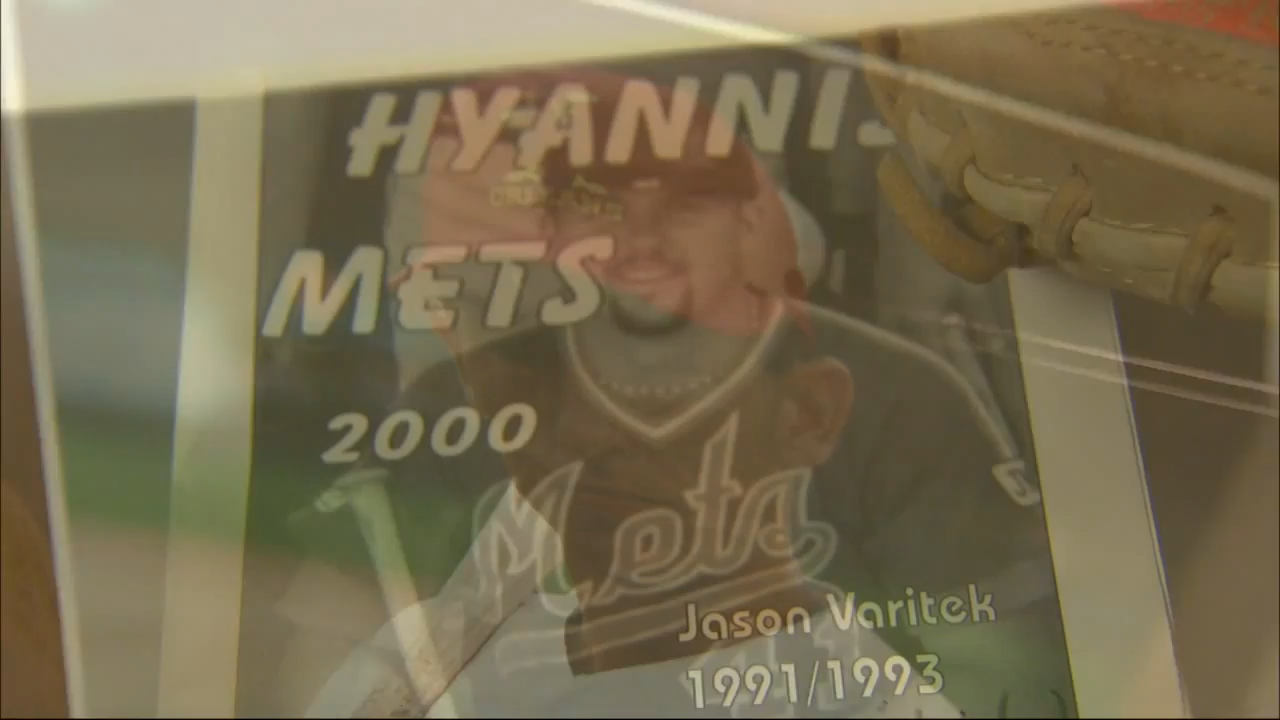 HYANNIS
METS
2000
Mets
Jason Varitek
1991/1993